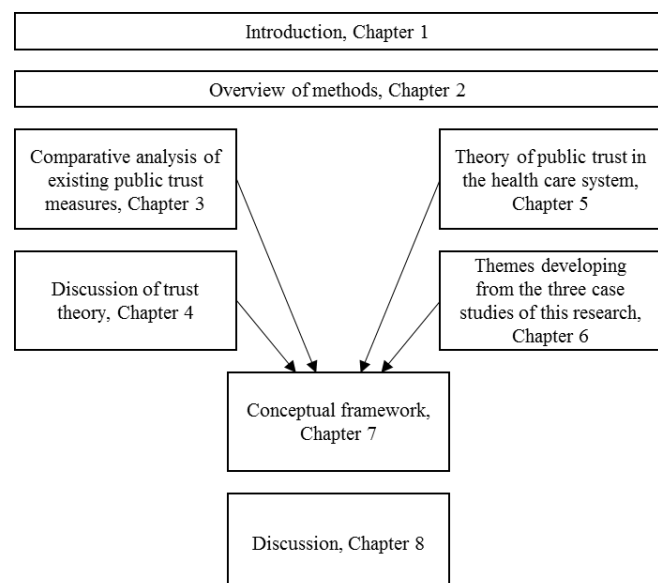 Introduction, Chapter 1
Overview of methods, Chapter 2
Comparative analysis of
existing public trust
measures, Chapter 3
Theory of public trust in
the health care system,
Chapter 5
Discussion of trust
theory, Chapter 4
Themes developing
from the three case
studies of this research,
Chapter 6
Conceptual framework,
Chapter 7
Discussion, Chapter 8